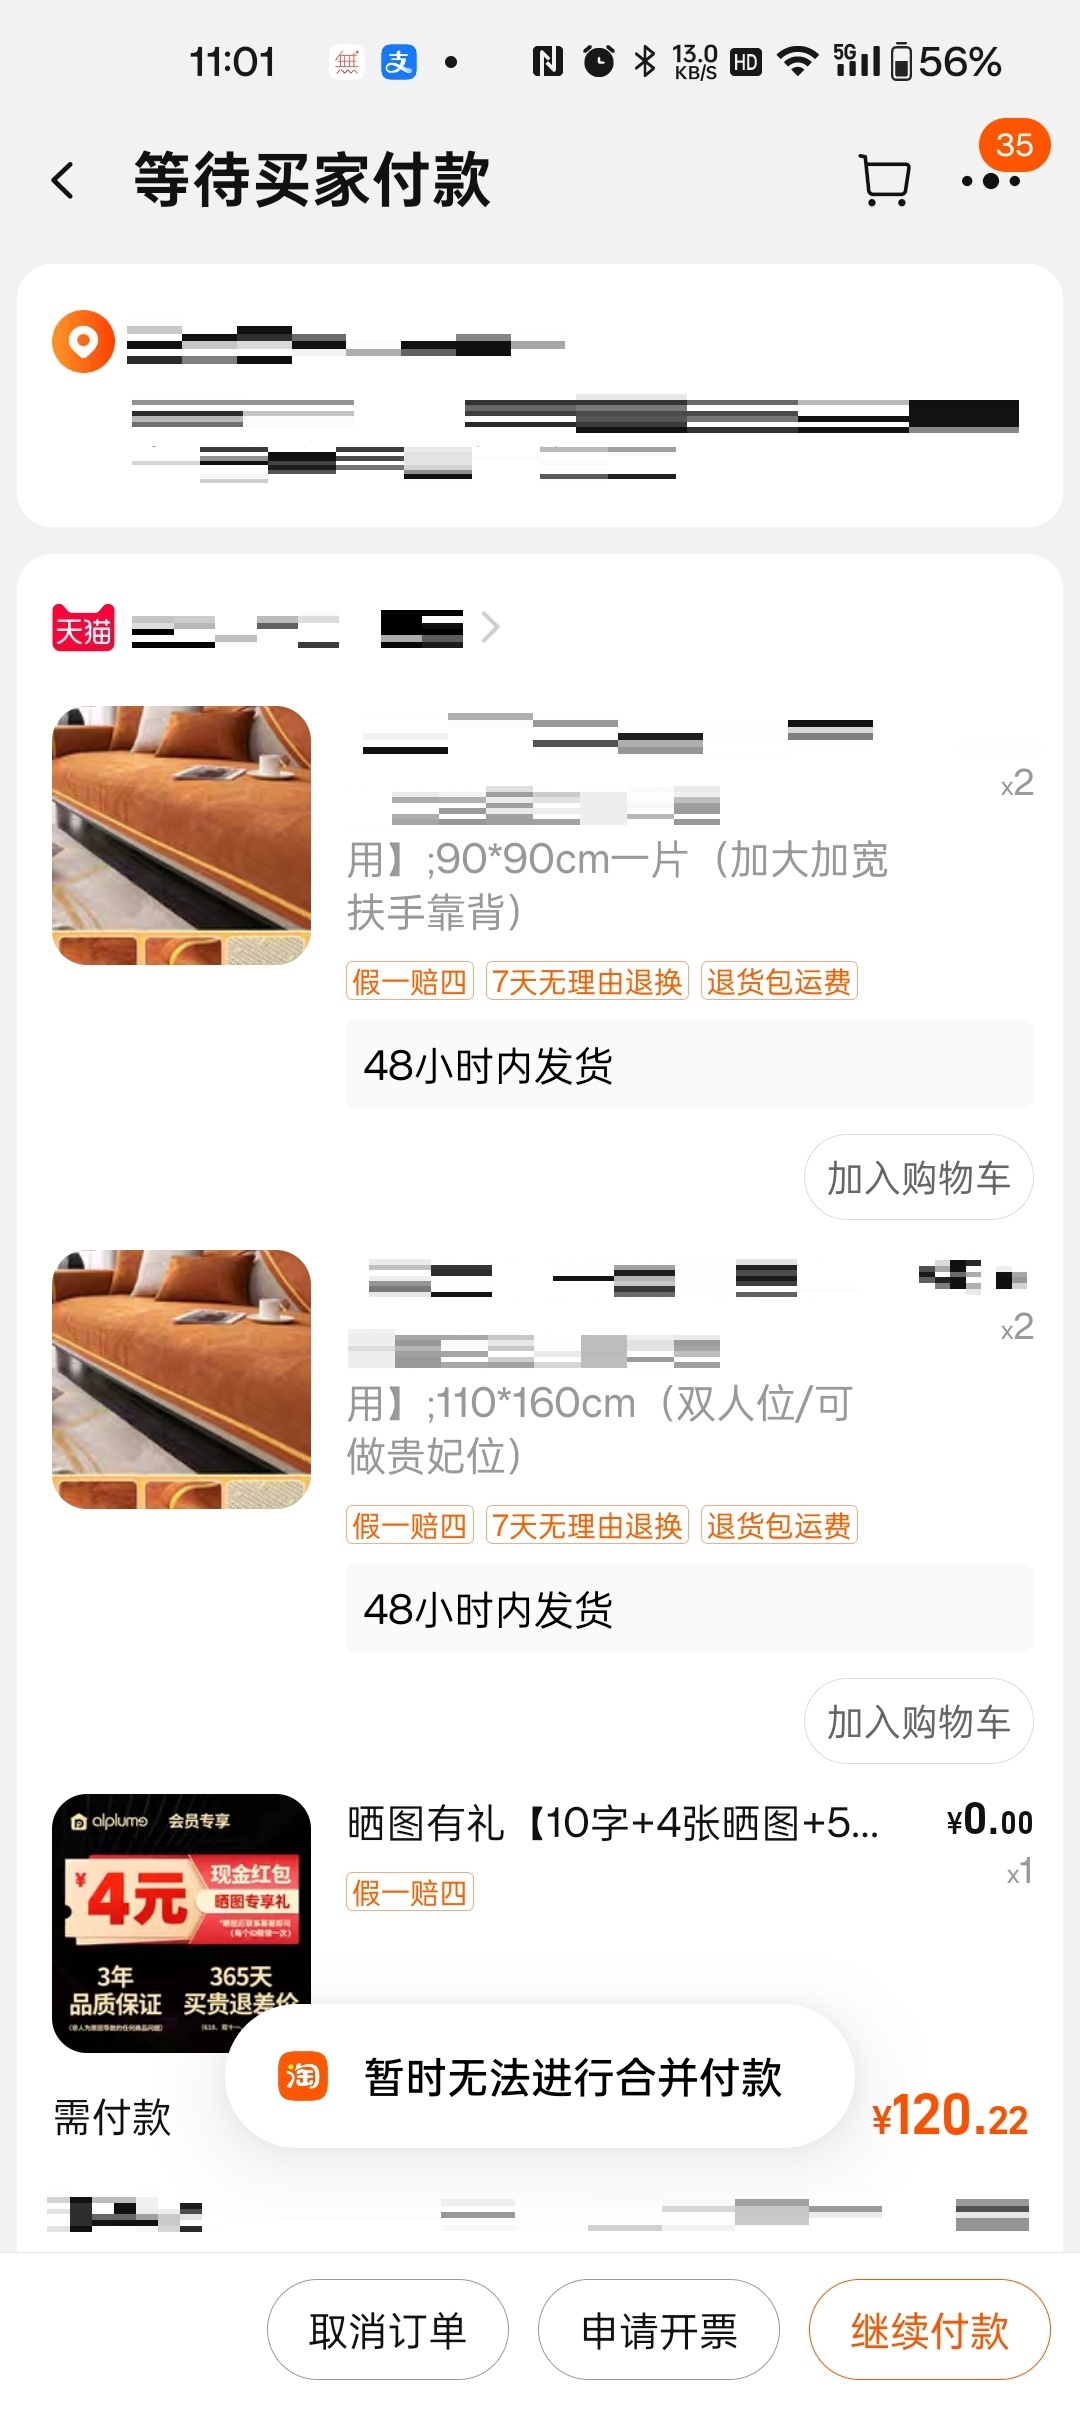 11:01
支
13.0
KB/S
HD
5G
56%
等待买家付款
35
天猫
x2
用】;90*90cm一片（加大加宽
扶手靠背）
假一赔四 7天无理由退换 退货包运费
48小时内发货
加入购物车
x2
用】;110*160cm（双人位/可
做贵妃位）
假一赔四 7天无理由退换 退货包运费
48小时内发货
加入购物车
alplume 会员专享
¥4元
现金红包
晒图专享礼
3年
品质保证
365天
买贵退差价
晒图有礼【10字+4张晒图+5...
¥0.00
x1
假一赔四
淘 暂时无法进行合并付款
需付款
¥120.22
取消订单
申请开票
继续付款